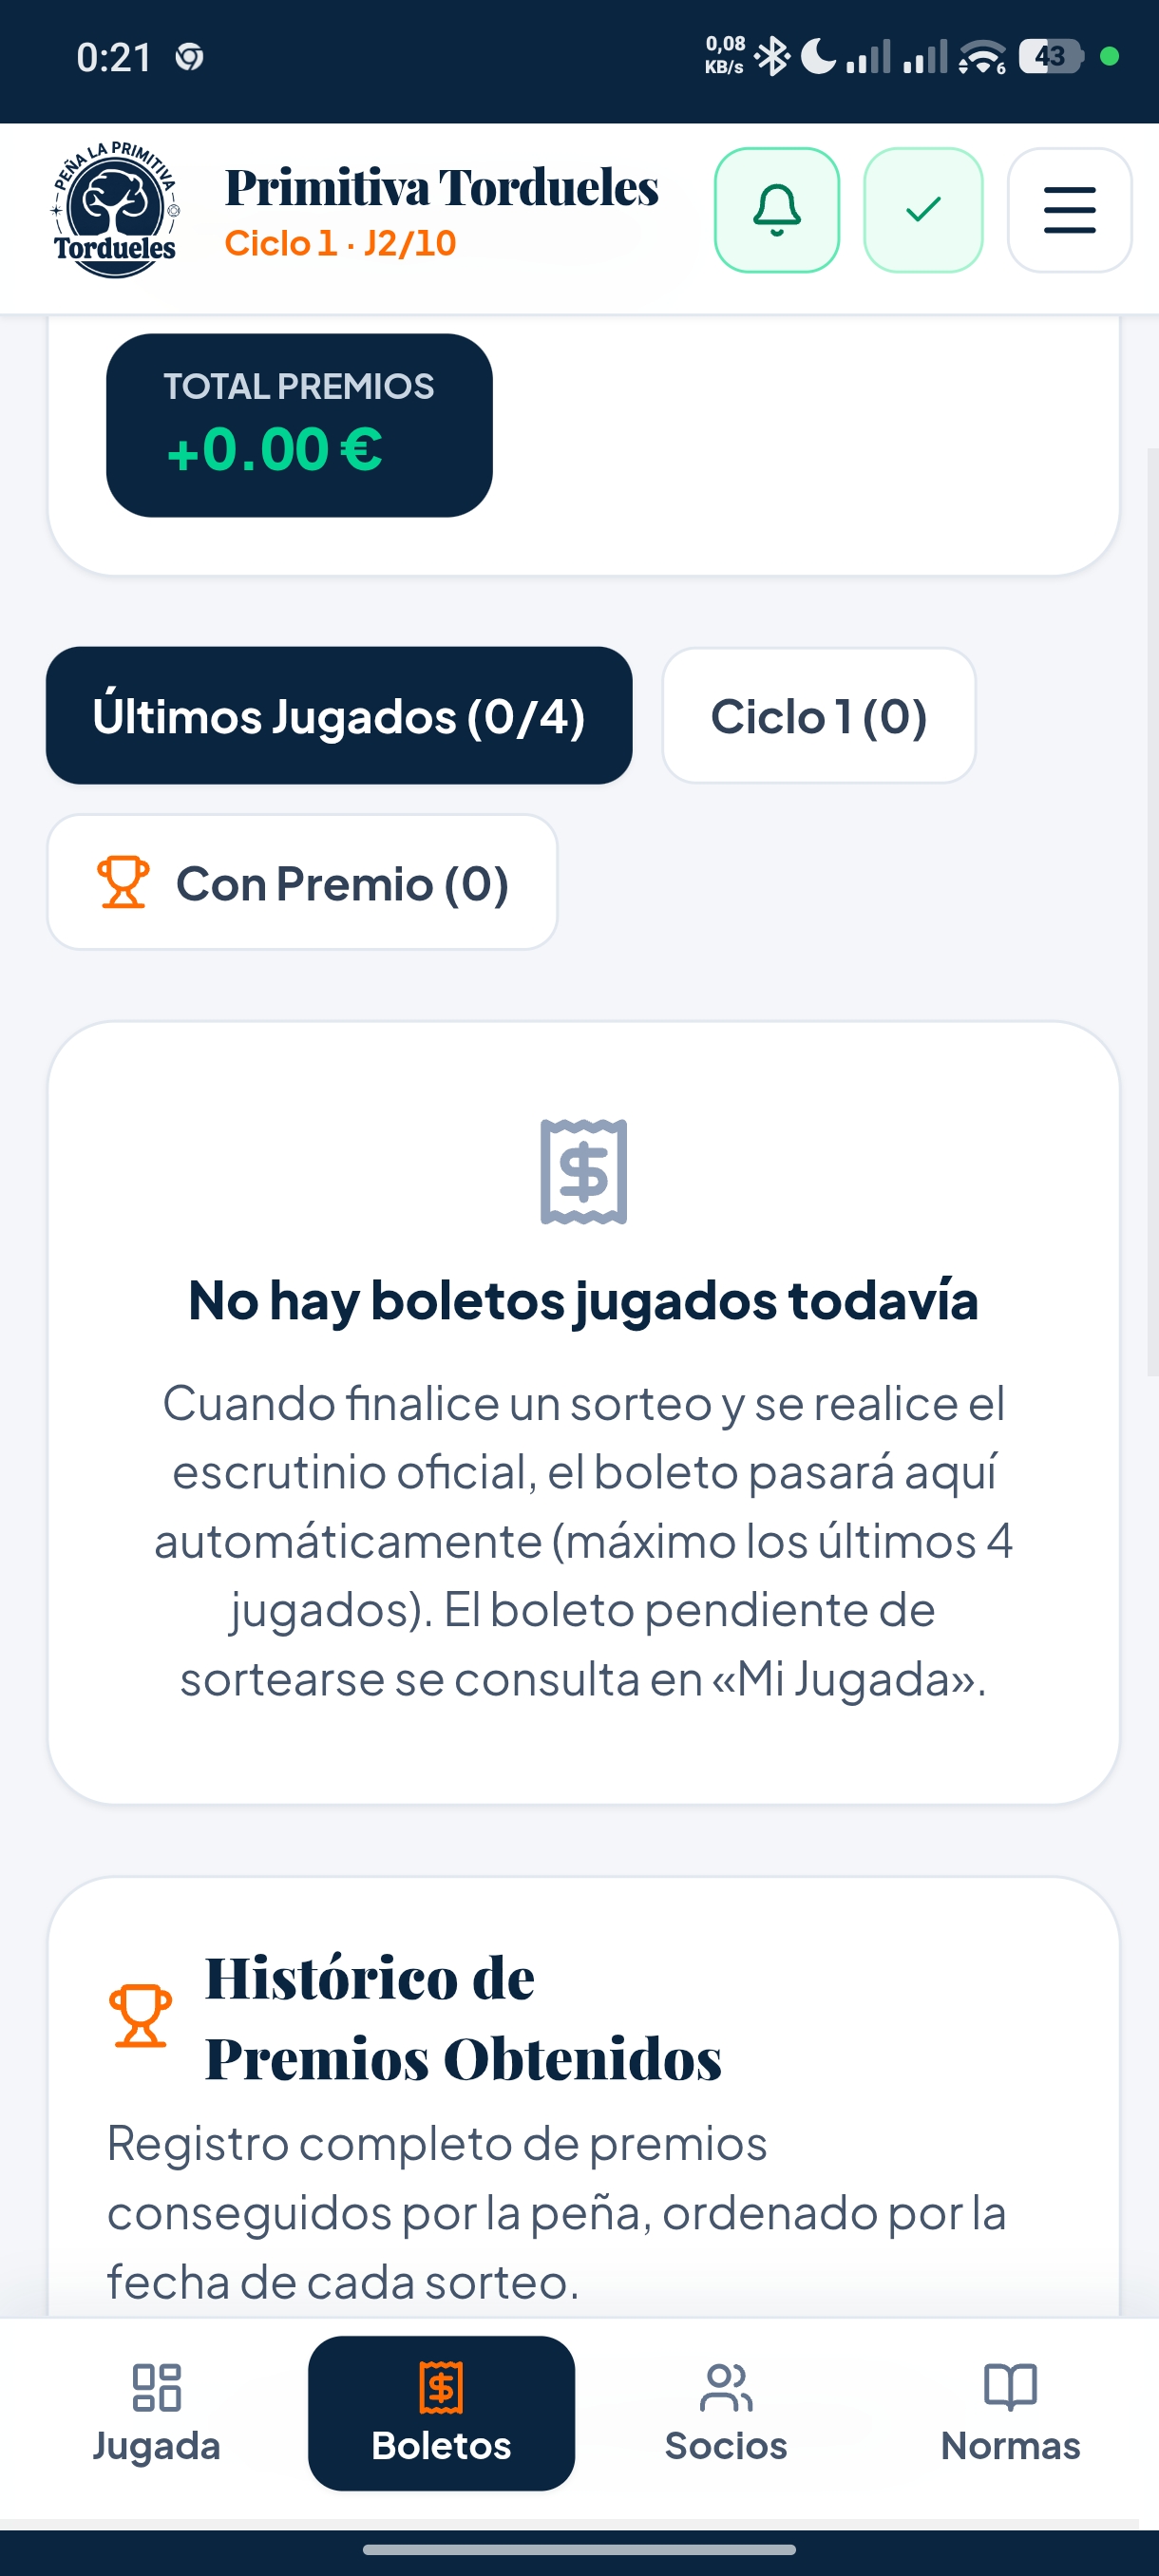 0:21
0,08
KB/s
6
43
PEÑA LA PRIMITIVA
Tordueles
Primitiva Tordueles
Ciclo 1 · J2/10
TOTAL PREMIOS
+0.00 €
Últimos Jugados (0/4)
Ciclo 1 (0)
Con Premio (0)
No hay boletos jugados todavía
Cuando finalice un sorteo y se realice el
escrutinio oficial, el boleto pasará aquí
automáticamente (máximo los últimos 4
jugados). El boleto pendiente de
sortearse se consulta en «Mi Jugada».
Histórico de
Premios Obtenidos
Registro completo de premios
conseguidos por la peña, ordenado por la
fecha de cada sorteo.
Jugada
Boletos
Socios
Normas